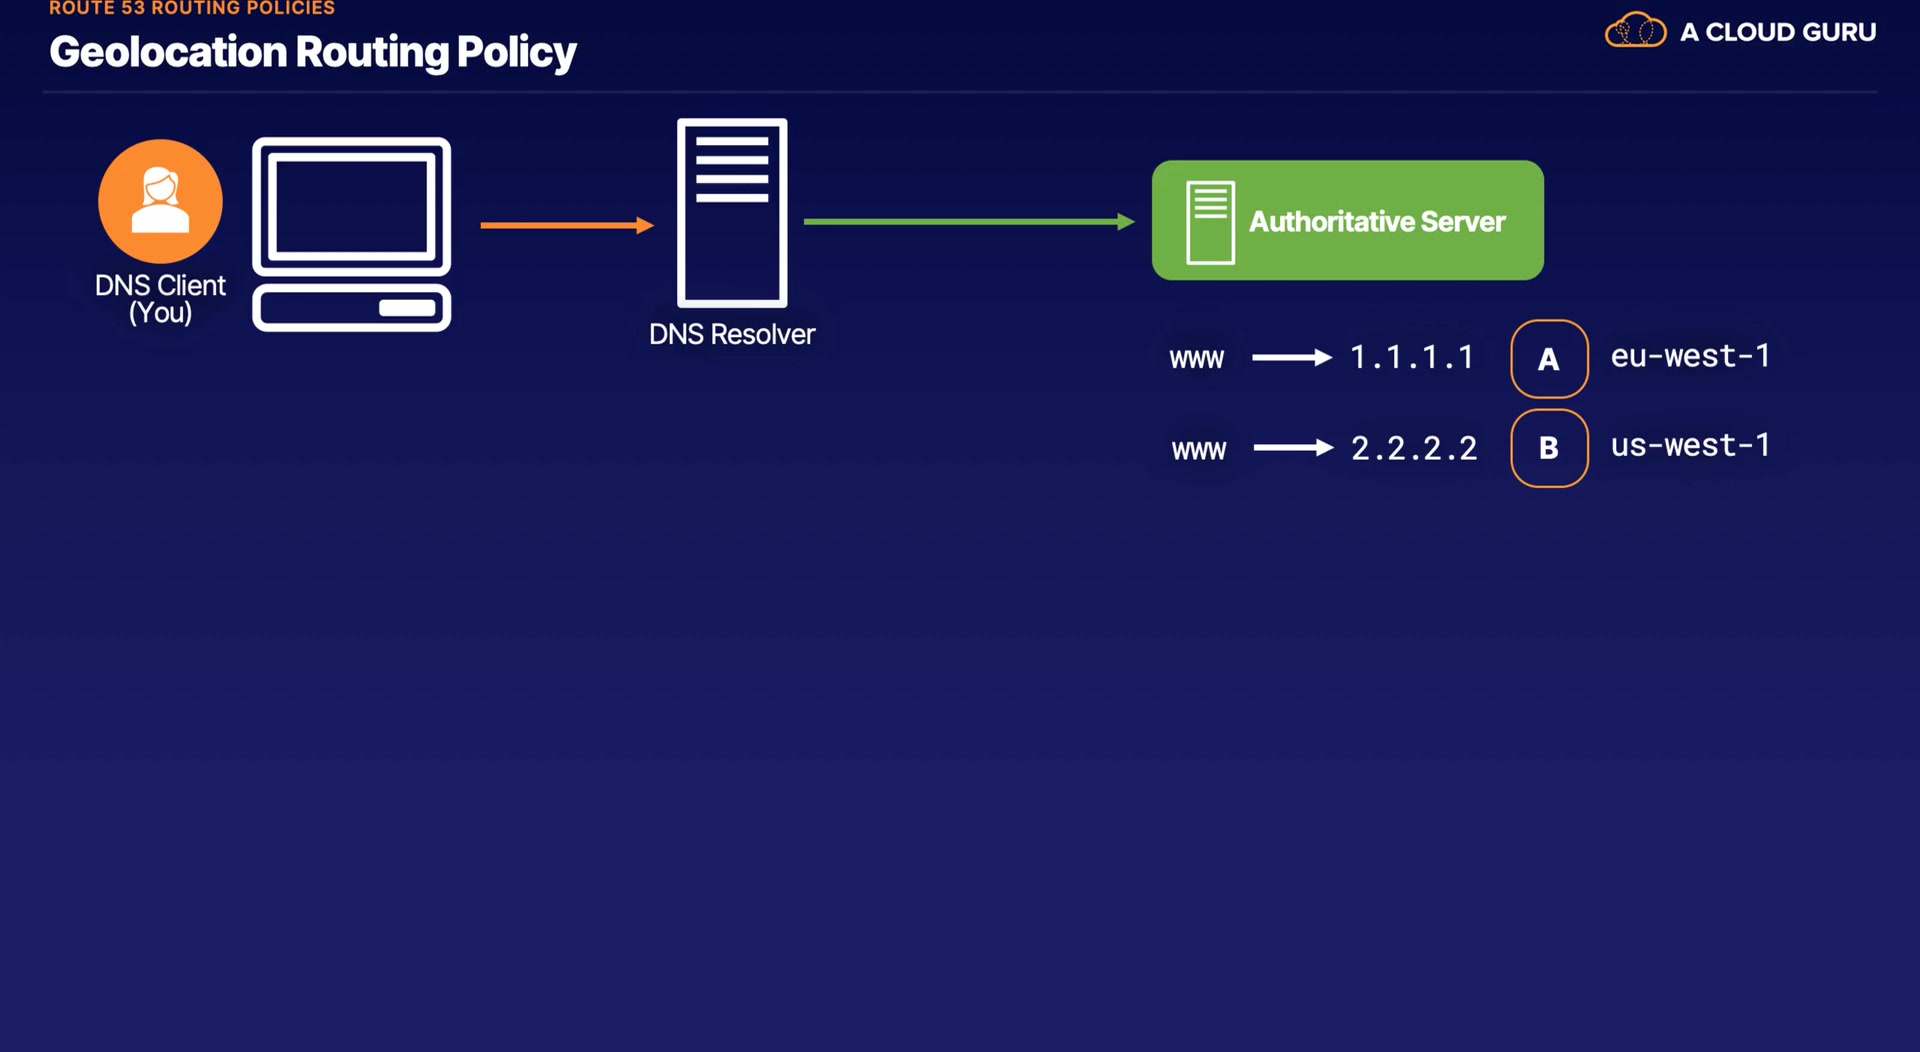 ROUTE 53 ROUTING POLICIES
Geolocation Routing Policy
A CLOUD GURU
DNS Client
(You)
DNS Resolver
Authoritative Server
www 1.1.1.1 A eu-west-1
www 2.2.2.2 B us-west-1